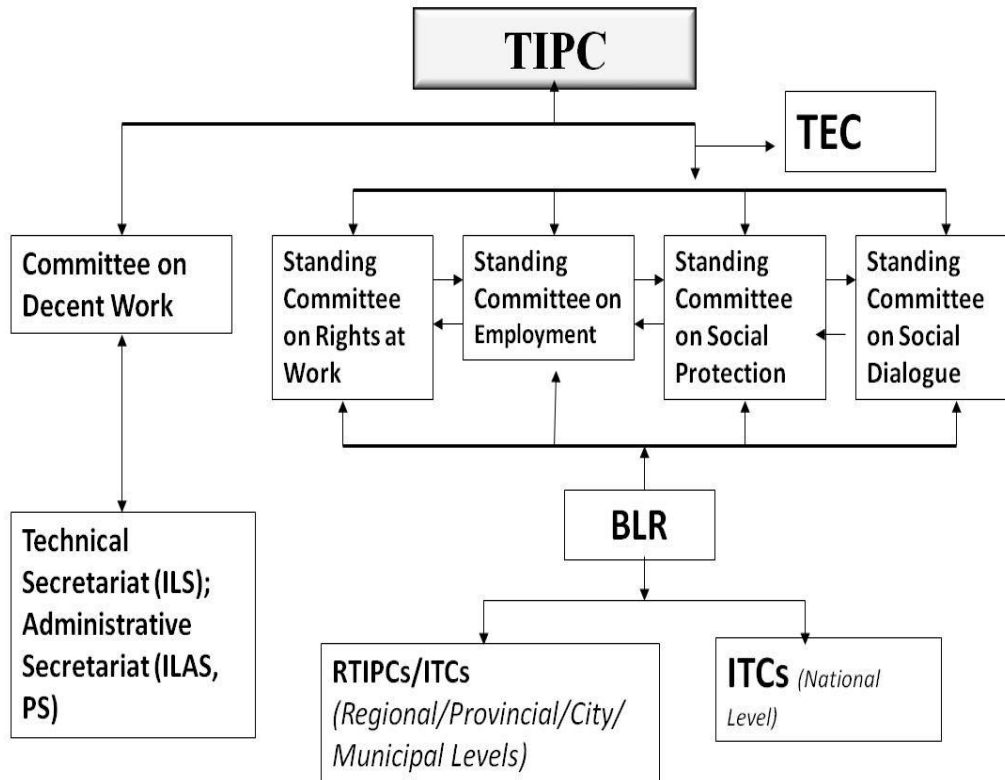 TIPC
TEC
Committee on
Decent Work
Standing
Committee
on Rights at
Work
Standing
Committee on
Employment
Standing
Committee
on Social
Protection
Standing
Committee
on Social
Dialogue
BLR
Technical
Secretariat (ILS);
Administrative
Secretariat (ILAS,
PS)
RTIPCs/ITCs
(Regional/Provincial/City/
Municipal Levels)
ITCs (National
Level)